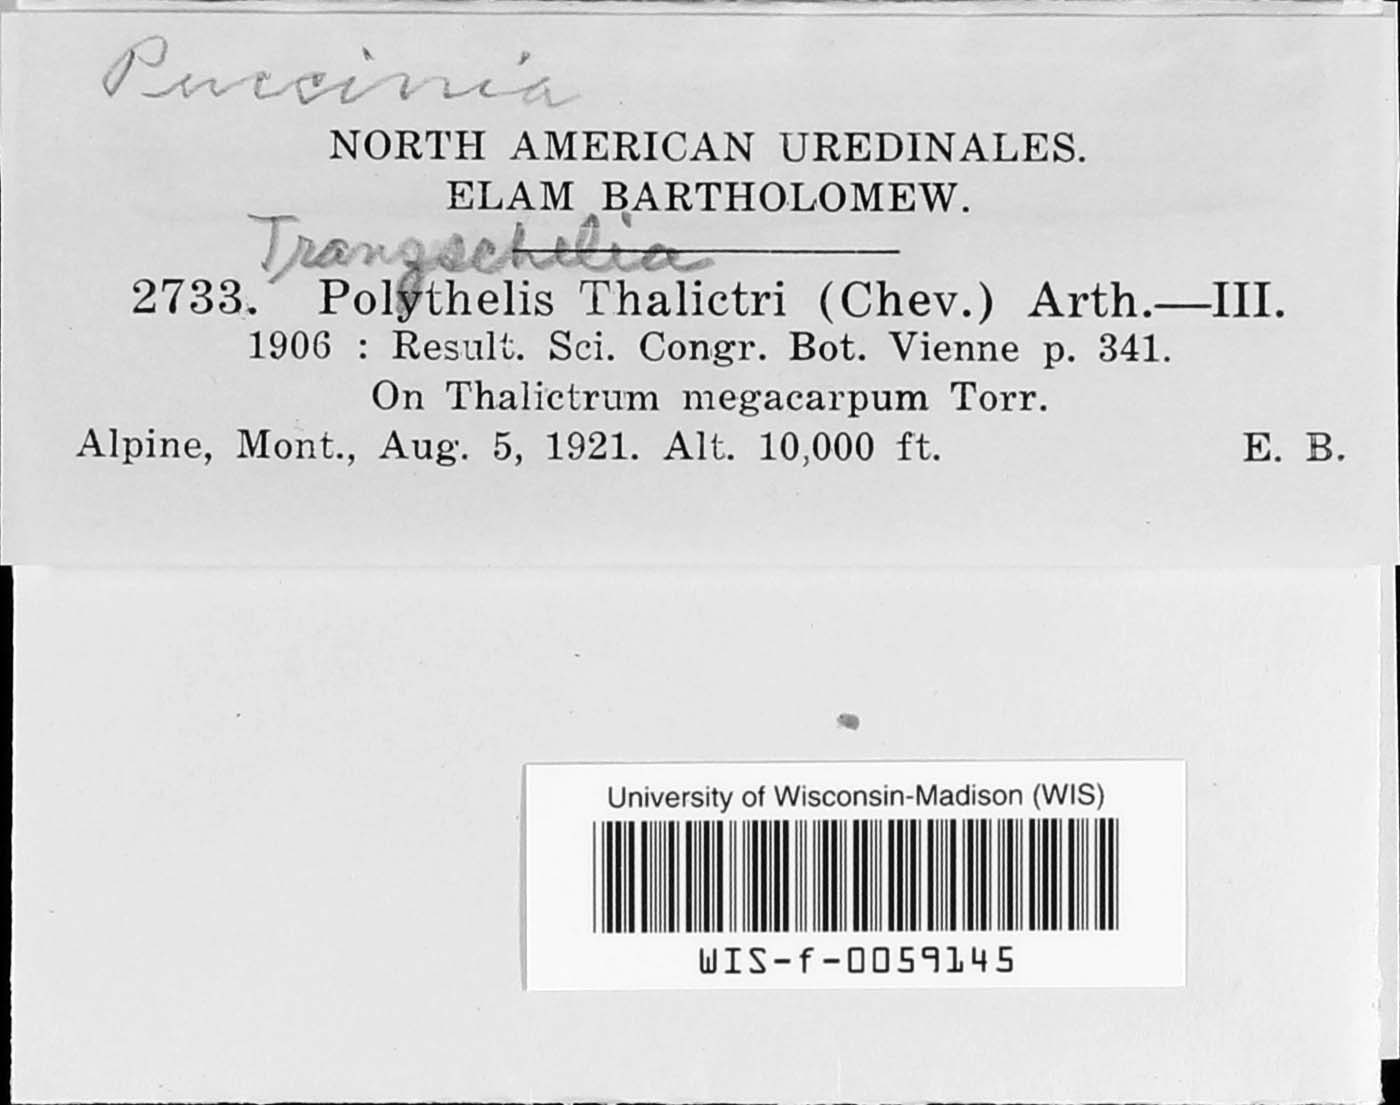 Puccinia
NORTH AMERICAN UREDINALES.
ELAM BARTHOLOMEW.
Tranzschelia
2733. Polythelis Thalictri (Chev.) Arth.—III.
1906 : Result. Sci. Congr. Bot. Vienne p. 341.
On Thalictrum megacarpum Torr.
Alpine, Mont., Aug. 5, 1921. Alt. 10,000 ft. E. B.
University of Wisconsin-Madison (WIS)
WIS-f-0059145